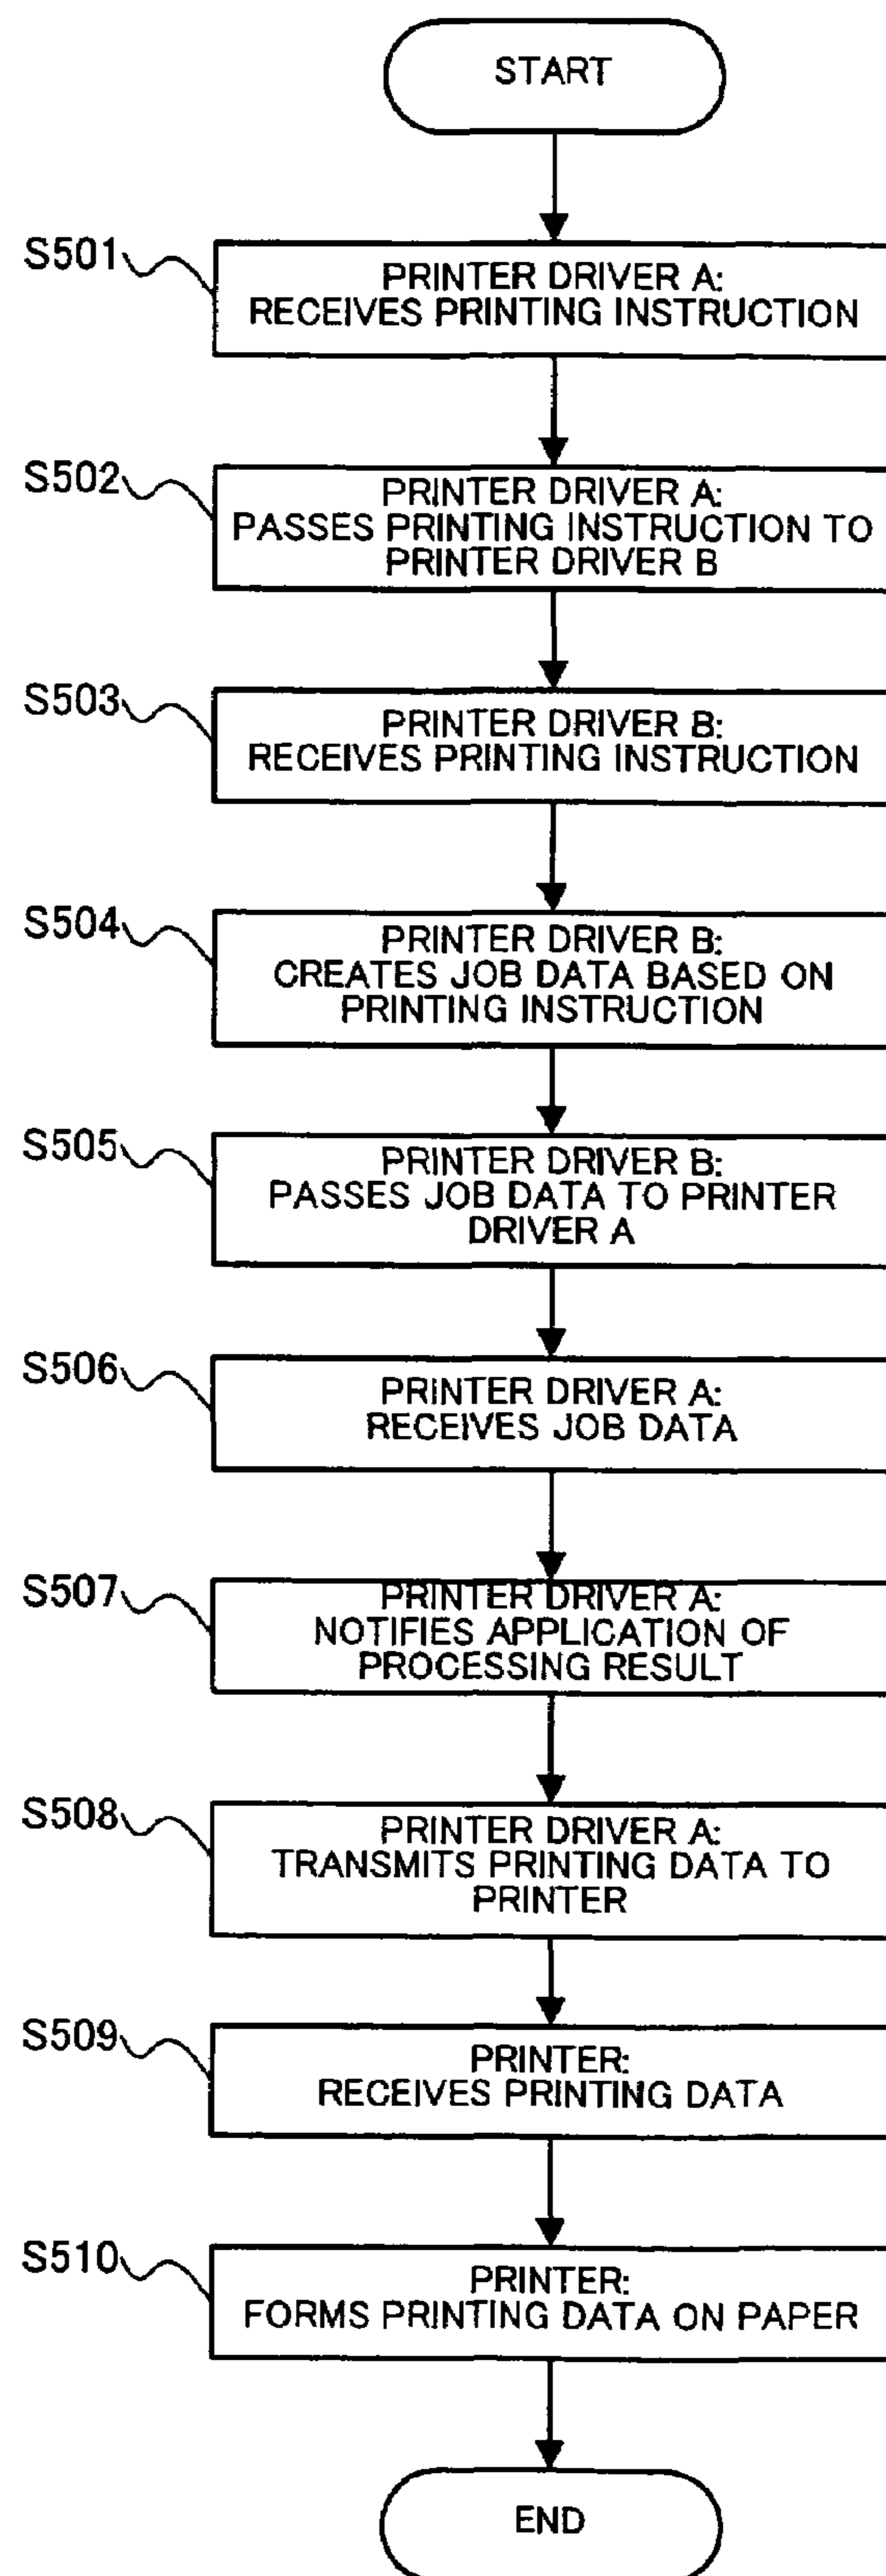 START
S501
PRINTER DRIVER A:
RECEIVES PRINTING INSTRUCTION
S502
PRINTER DRIVER A:
PASSES PRINTING INSTRUCTION TO
PRINTER DRIVER B
S503
PRINTER DRIVER B:
RECEIVES PRINTING INSTRUCTION
S504
PRINTER DRIVER B:
CREATES JOB DATA BASED ON
PRINTING INSTRUCTION
S505
PRINTER DRIVER B:
PASSES JOB DATA TO PRINTER
DRIVER A
S506
PRINTER DRIVER A:
RECEIVES JOB DATA
S507
PRINTER DRIVER A:
NOTIFIES APPLICATION OF
PROCESSING RESULT
S508
PRINTER DRIVER A:
TRANSMITS PRINTING DATA TO
PRINTER
S509
PRINTER:
RECEIVES PRINTING DATA
S510
PRINTER:
FORMS PRINTING DATA ON PAPER
END